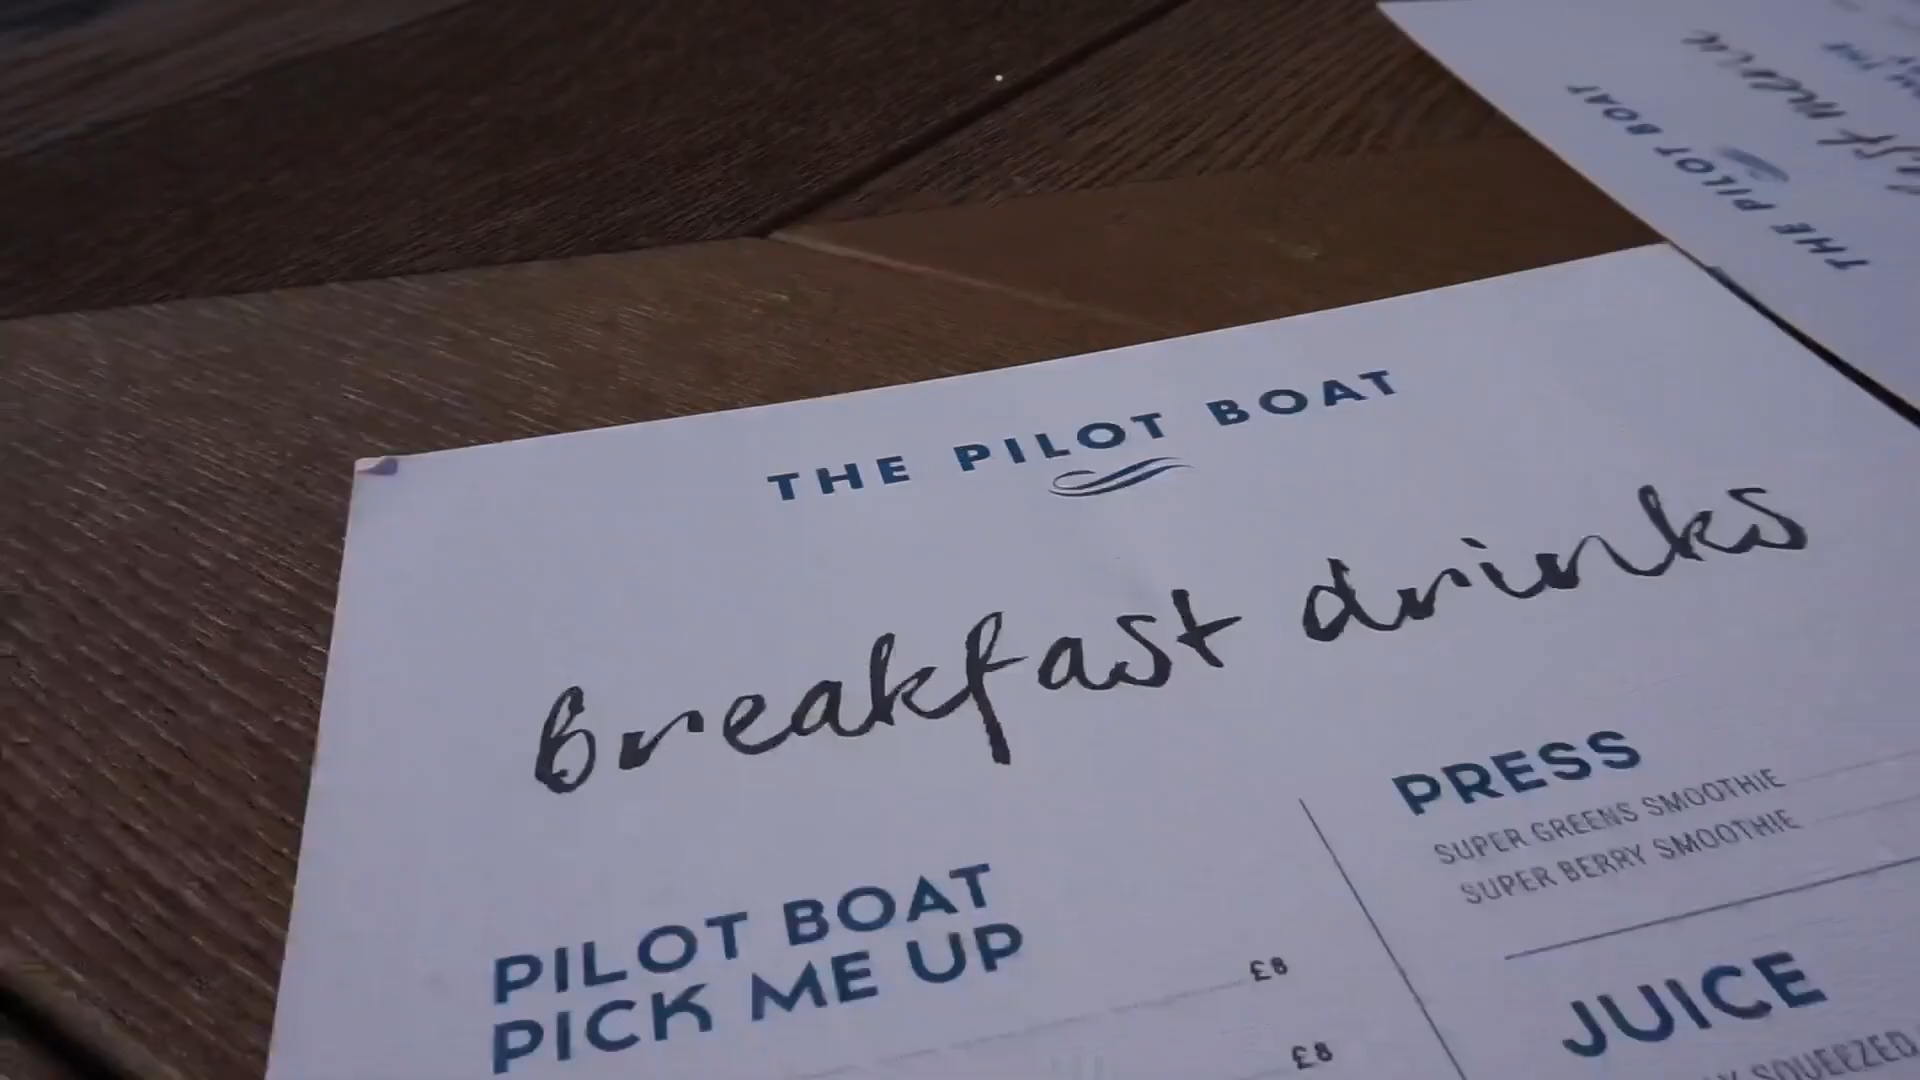 THE PILOT BOAT
Breakfast drinks
PILOT BOAT
PICK ME UP
£8
£8
PRESS
SUPER GREENS SMOOTHIE
SUPER BERRY SMOOTHIE
JUICE
SQUEEZED
THE PILOT BOAT